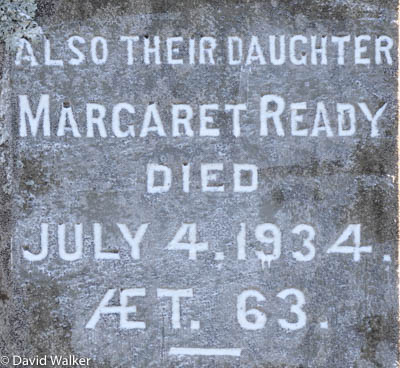 ALSO THEIR DAUGHTER
MARGARET READY
DIED
JULY 4. 1934.
ÆT. 63.
© David Walker